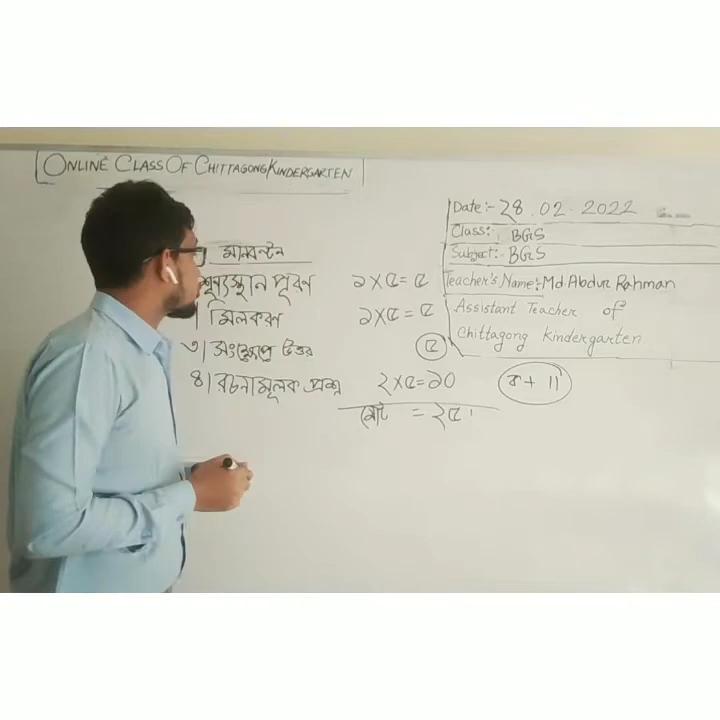 ONLINE CLASS OF CHITTAGONG KINDERGARTEN
Date:- 28.02.2022
Class:- BGS
Subject:- BGS
Teacher's Name:- Md Abdur Rahman
Assistant Teacher of
Chittagong Kindergarten
মানবন্টন
শূন্যস্থান পূরণ ১×৫=৫
মিলকরণ ১×৫=৫
৩| সংক্ষেপে উত্তর ৫
৪| রচনামূলক প্রশ্ন ২×৫=১০
মোট = ২৫